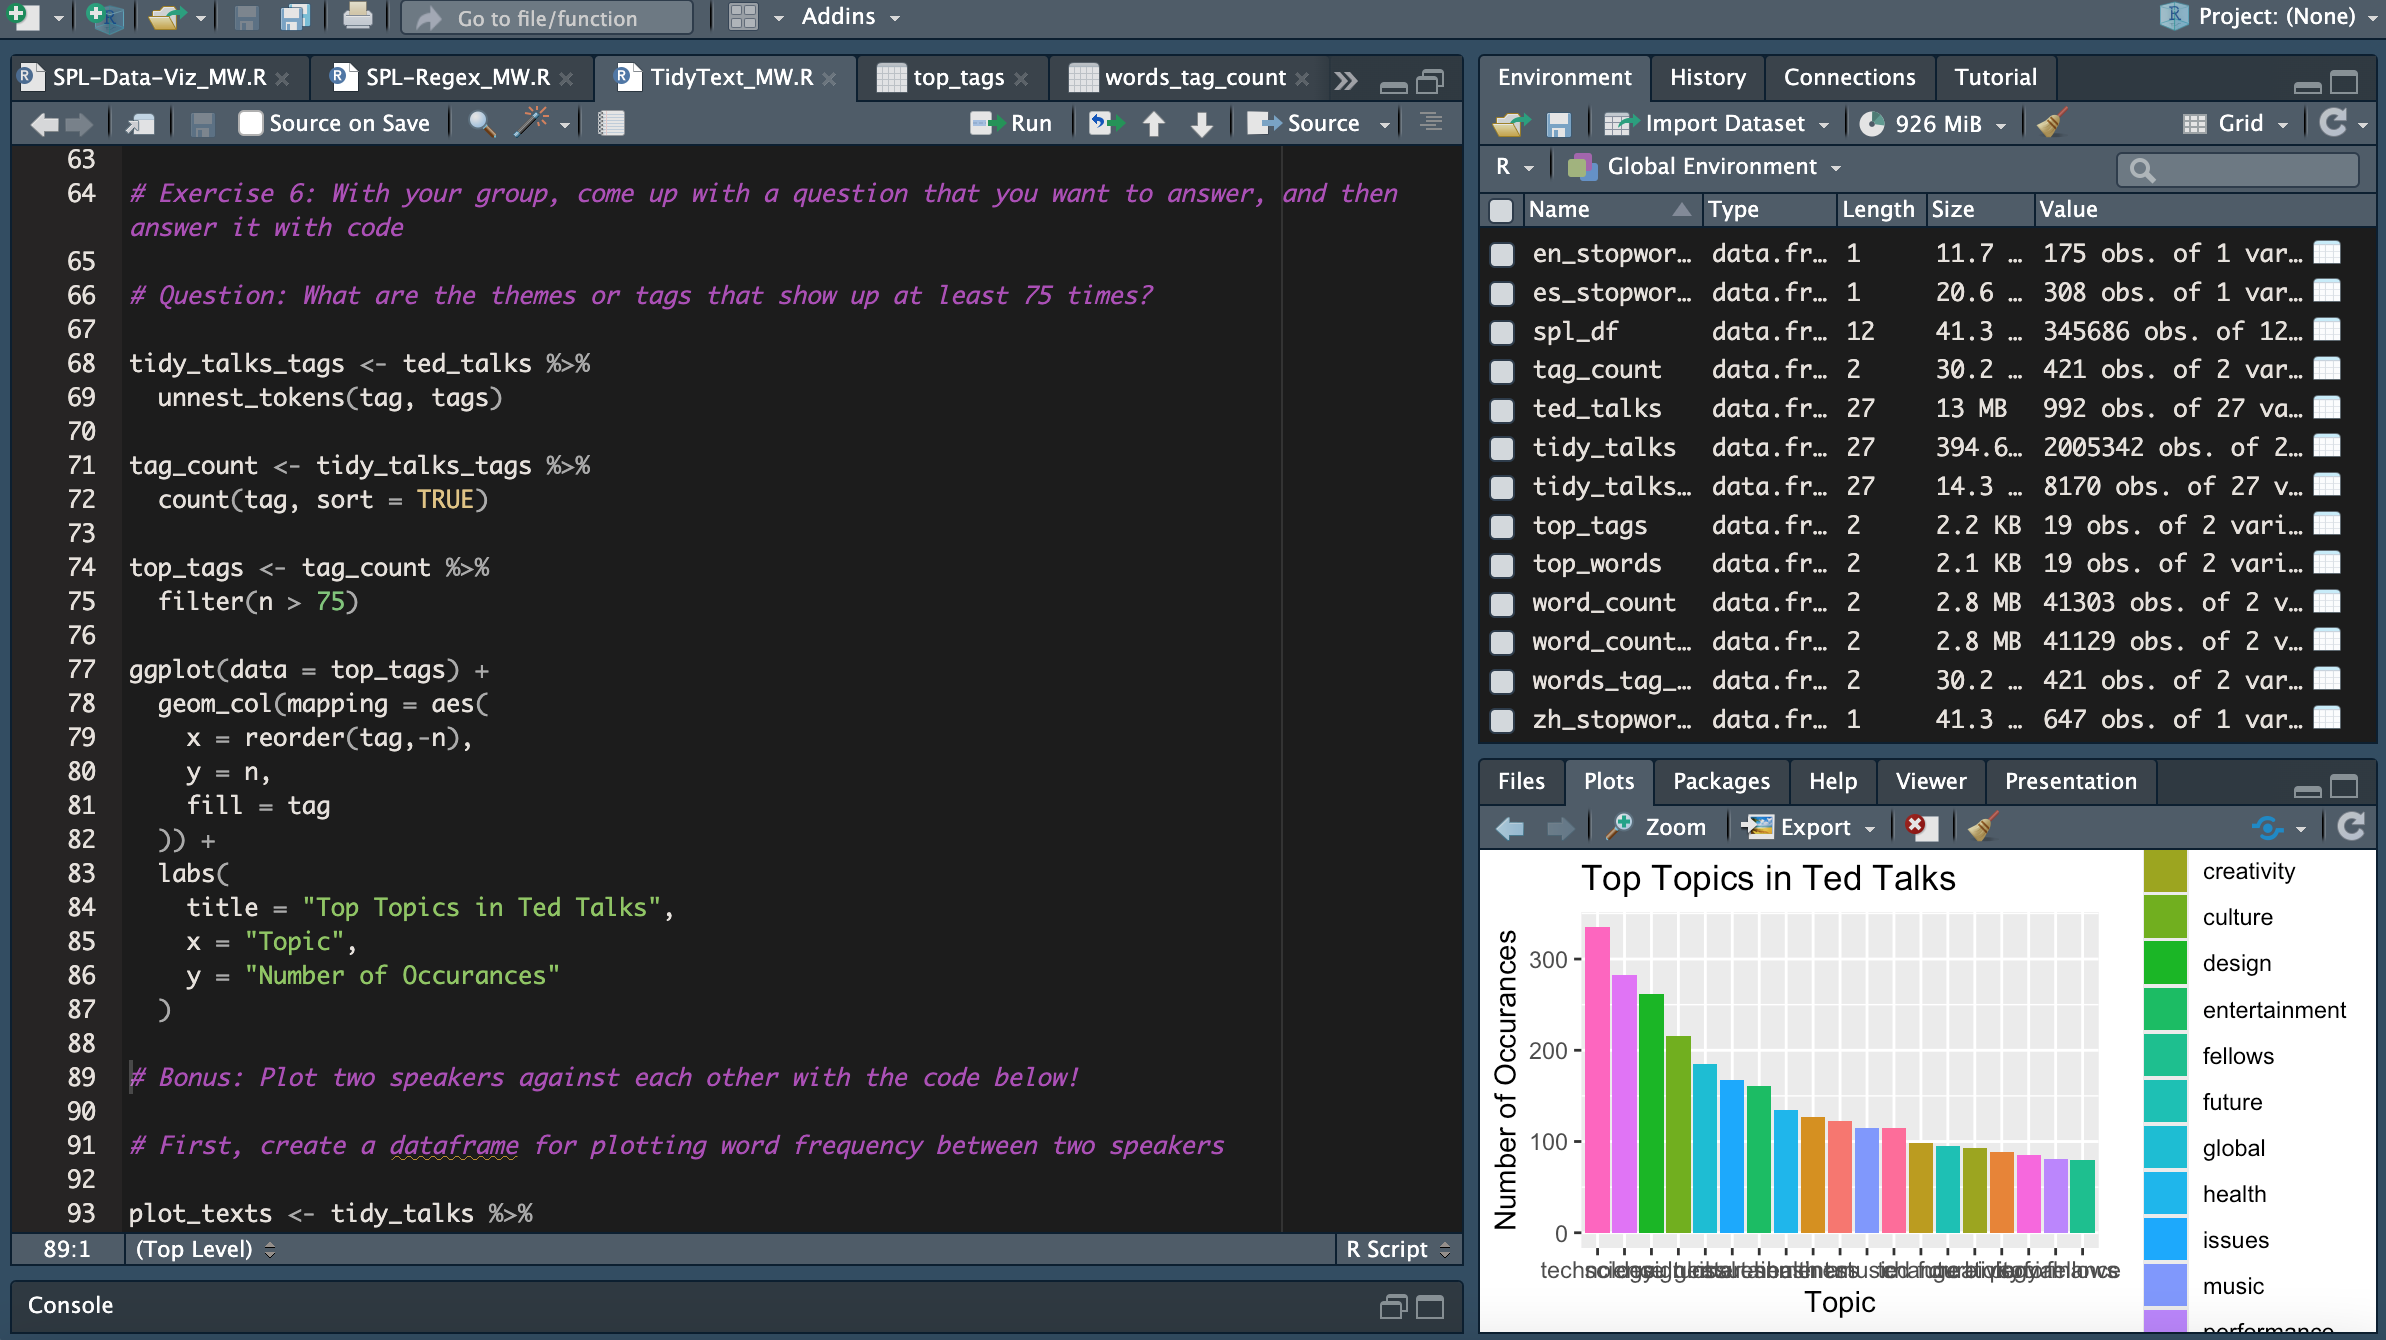 Go to file/function
Addins
Project: (None)
SPL-Data-Viz_MW.R
SPL-Regex_MW.R
TidyText_MW.R
top_tags
words_tag_count
Source on Save
Run
Source
63
64 # Exercise 6: With your group, come up with a question that you want to answer, and then
answer it with code
65
66 # Question: What are the themes or tags that show up at least 75 times?
67
68 tidy_talks_tags <- ted_talks %>%
69 unnest_tokens(tag, tags)
70
71 tag_count <- tidy_talks_tags %>%
72 count(tag, sort = TRUE)
73
74 top_tags <- tag_count %>%
75 filter(n > 75)
76
77 ggplot(data = top_tags) +
78 geom_col(mapping = aes(
79 x = reorder(tag,-n),
80 y = n,
81 fill = tag
82 )) +
83 labs(
84 title = "Top Topics in Ted Talks",
85 x = "Topic",
86 y = "Number of Occurances"
87 )
88
89 # Bonus: Plot two speakers against each other with the code below!
90
91 # First, create a dataframe for plotting word frequency between two speakers
92
93 plot_texts <- tidy_talks %>%
89:1 (Top Level) R Script
Console
Environment History Connections Tutorial
Import Dataset 926 MiB Grid
R Global Environment
Name Type Length Size Value
en_stopwor... data.fr... 1 11.7 ... 175 obs. of 1 var...
es_stopwor... data.fr... 1 20.6 ... 308 obs. of 1 var...
spl_df data.fr... 12 41.3 ... 345686 obs. of 12...
tag_count data.fr... 2 30.2 ... 421 obs. of 2 var...
ted_talks data.fr... 27 13 MB 992 obs. of 27 va...
tidy_talks data.fr... 27 394.6... 2005342 obs. of 2...
tidy_talks... data.fr... 27 14.3 ... 8170 obs. of 27 v...
top_tags data.fr... 2 2.2 KB 19 obs. of 2 vari...
top_words data.fr... 2 2.1 KB 19 obs. of 2 vari...
word_count data.fr... 2 2.8 MB 41303 obs. of 2 v...
word_count... data.fr... 2 2.8 MB 41129 obs. of 2 v...
words_tag_... data.fr... 2 30.2 ... 421 obs. of 2 var...
zh_stopwor... data.fr... 1 41.3 ... 647 obs. of 1 var...
Files Plots Packages Help Viewer Presentation
Zoom Export
Top Topics in Ted Talks
Number of Occurances
300
200
100
0
Topic
creativity
culture
design
entertainment
fellows
future
global
health
issues
music
performance